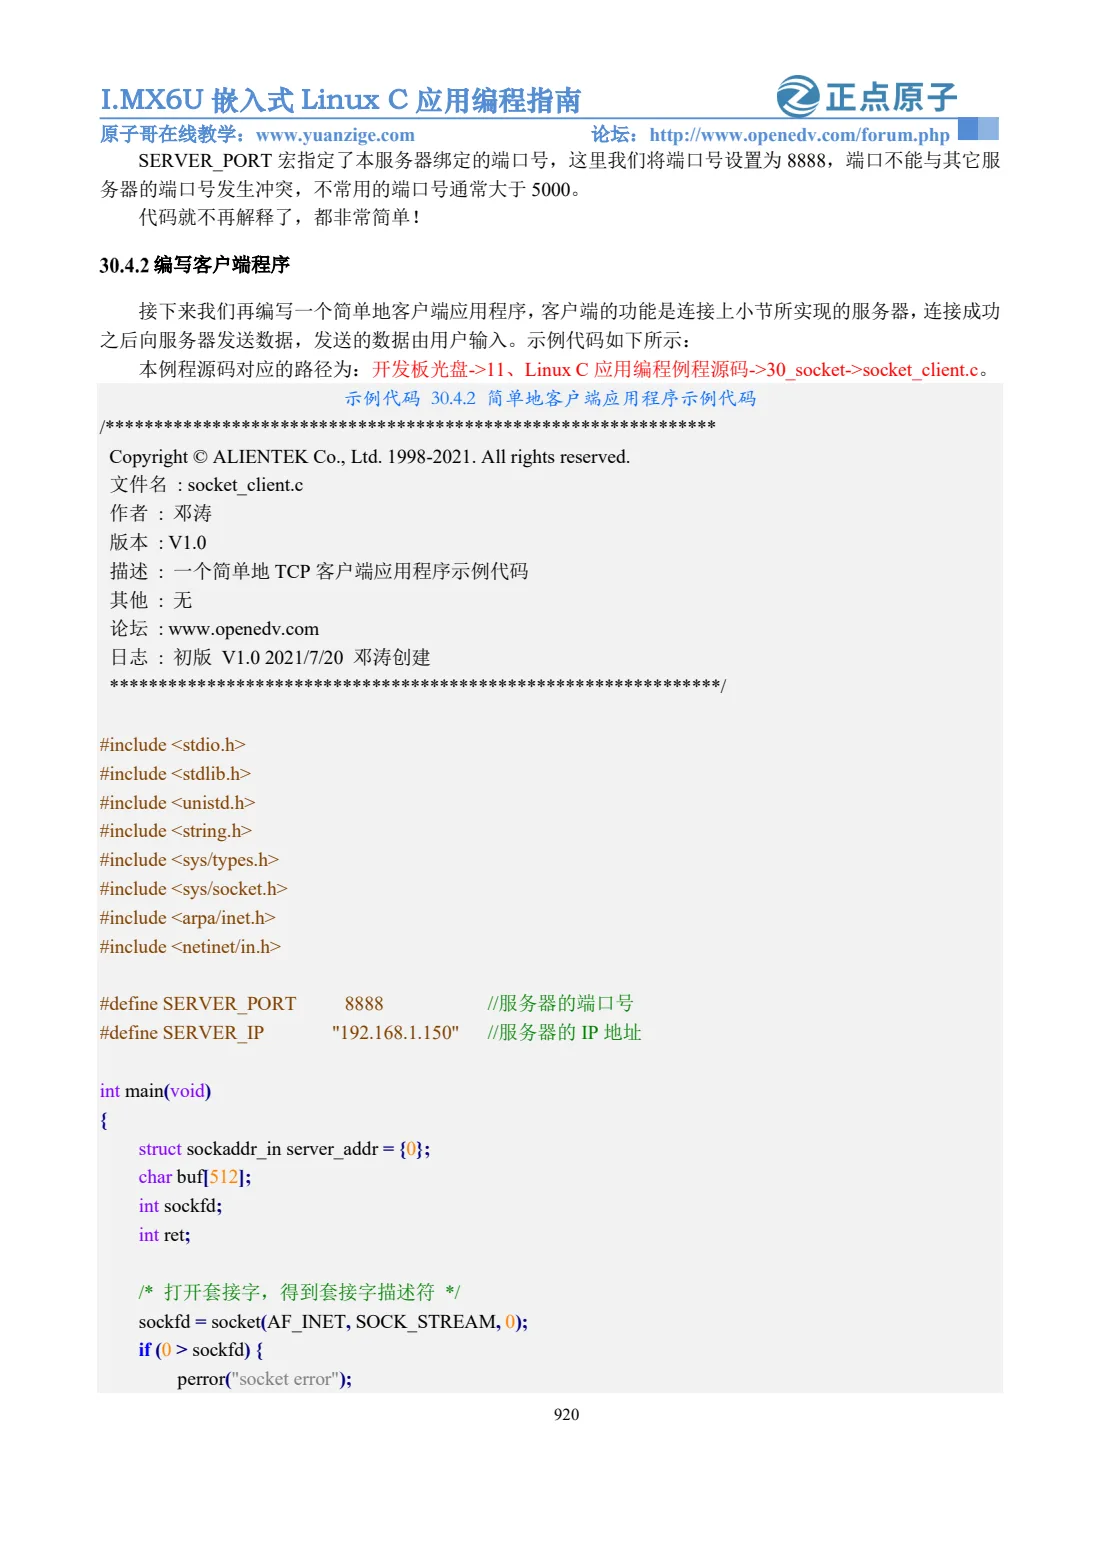 I.MX6U 嵌入式 Linux C 应用编程指南
正点原子
原子哥在线教学：www.yuanzige.com 论坛：http://www.openedv.com/forum.php
SERVER_PORT 宏指定了本服务器绑定的端口号，这里我们将端口号设置为 8888，端口不能与其它服
务器的端口号发生冲突，不常用的端口号通常大于 5000。
代码就不再解释了，都非常简单！
30.4.2 编写客户端程序
接下来我们再编写一个简单地客户端应用程序，客户端的功能是连接上小节所实现的服务器，连接成功
之后向服务器发送数据，发送的数据由用户输入。示例代码如下所示：
本例程源码对应的路径为：开发板光盘->11、Linux C 应用编程例程源码->30_socket->socket_client.c。
示例代码 30.4.2 简单地客户端应用程序示例代码
/***************************************************************
Copyright © ALIENTEK Co., Ltd. 1998-2021. All rights reserved.
文件名 : socket_client.c
作者 : 邓涛
版本 : V1.0
描述 : 一个简单地 TCP 客户端应用程序示例代码
其他 : 无
论坛 : www.openedv.com
日志 : 初版 V1.0 2021/7/20 邓涛创建
***************************************************************/
#include <stdio.h>
#include <stdlib.h>
#include <unistd.h>
#include <string.h>
#include <sys/types.h>
#include <sys/socket.h>
#include <arpa/inet.h>
#include <netinet/in.h>
#define SERVER_PORT 8888 //服务器的端口号
#define SERVER_IP "192.168.1.150" //服务器的 IP 地址
int main(void)
{
struct sockaddr_in server_addr = {0};
char buf[512];
int sockfd;
int ret;
/* 打开套接字，得到套接字描述符 */
sockfd = socket(AF_INET, SOCK_STREAM, 0);
if (0 > sockfd) {
perror("socket error");
920